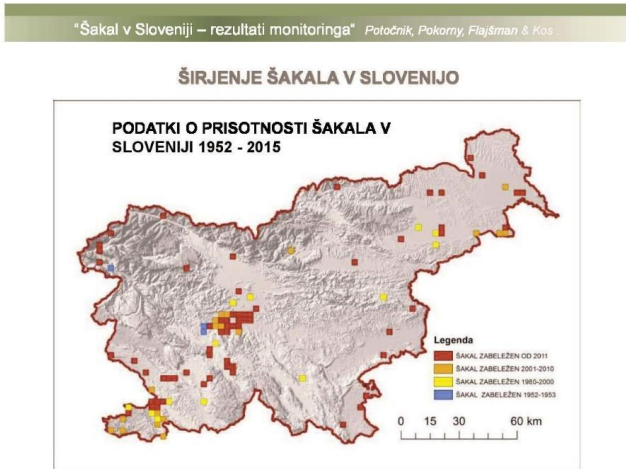 "Šakal v Sloveniji – rezultati monitoringa" Potočnik, Pokorny, Flajšman & Kos
ŠIRJENJE ŠAKALA V SLOVENIJO
PODATKI O PRISOTNOSTI ŠAKALA V
SLOVENIJI 1952 - 2015
Legenda
ŠAKAL ZABELEŽEN OD 2011
ŠAKAL ZABELEŽEN 2001-2010
ŠAKAL ZABELEŽEN 1980-2000
ŠAKAL ZABELEŽEN 1952-1953
0 15 30 60 km